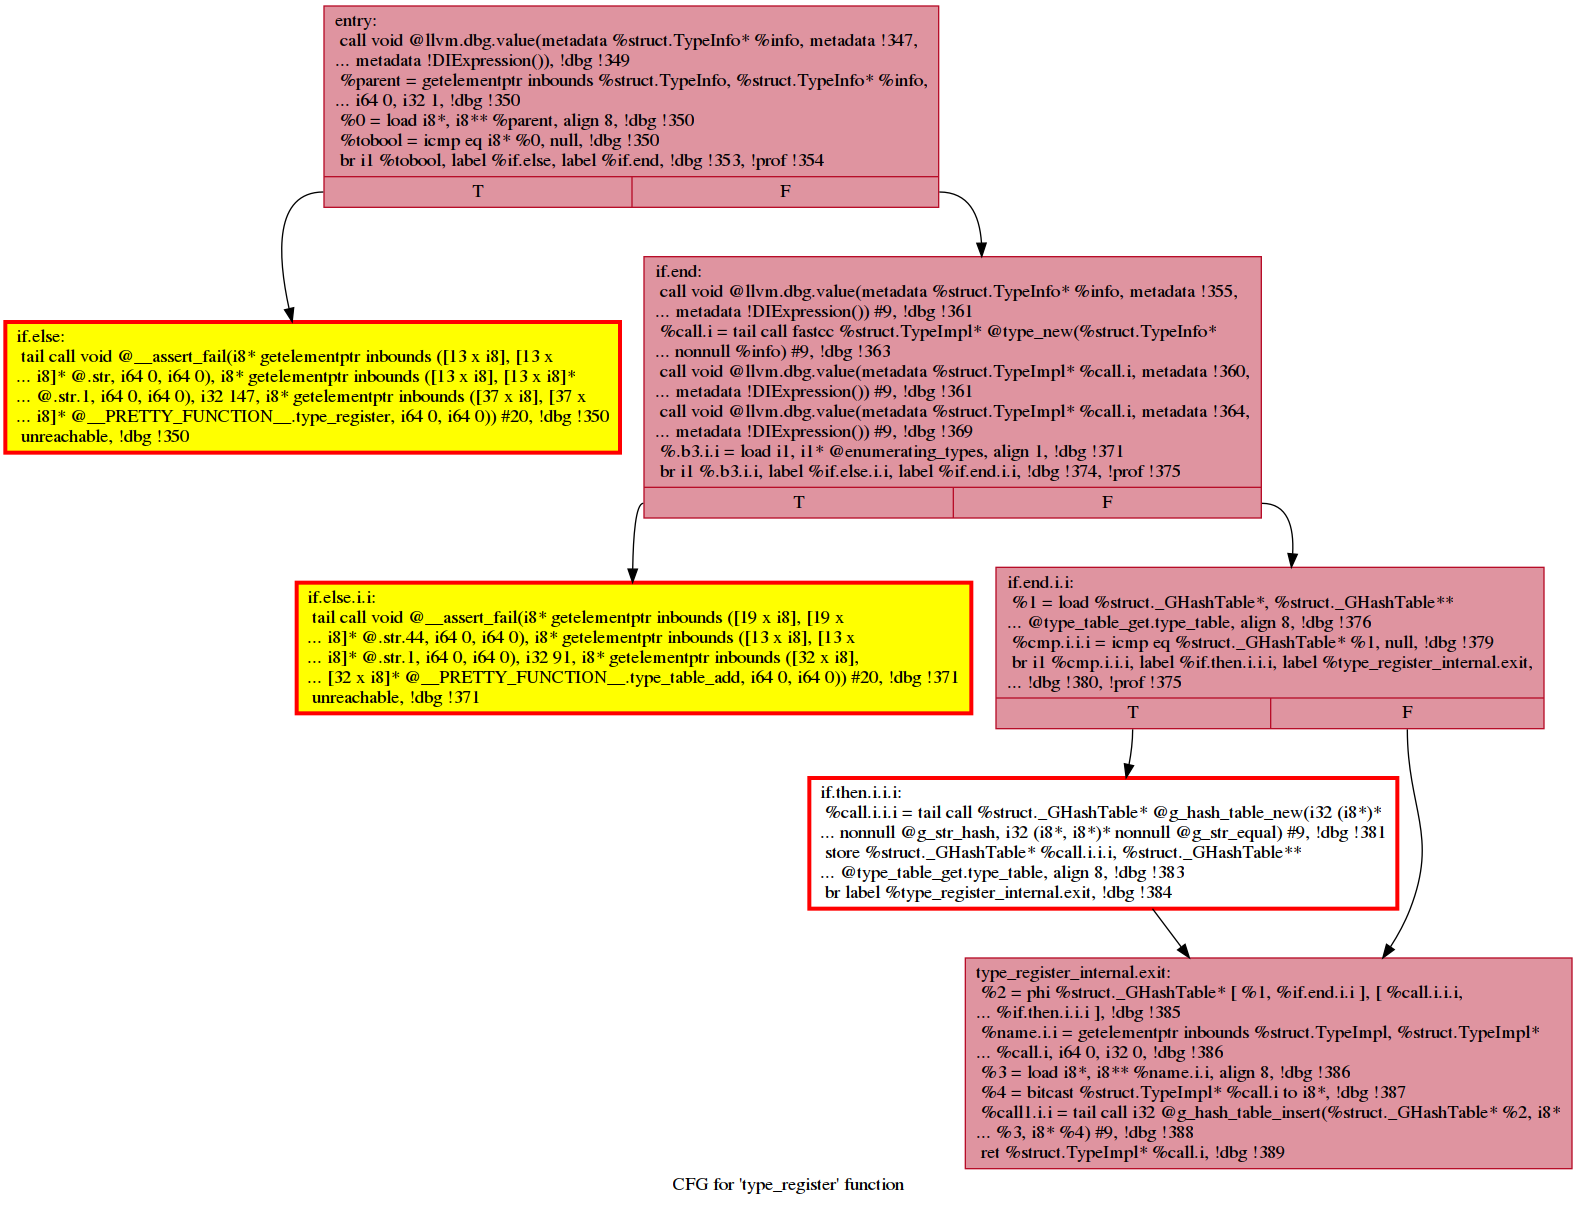 entry:
call void @llvm.dbg.value(metadata %struct.TypeInfo* %info, metadata !347,
... metadata !DIExpression()), !dbg !349
%parent = getelementptr inbounds %struct.TypeInfo, %struct.TypeInfo* %info,
... i64 0, i32 1, !dbg !350
%0 = load i8*, i8** %parent, align 8, !dbg !350
%tobool = icmp eq i8* %0, null, !dbg !350
br i1 %tobool, label %if.else, label %if.end, !dbg !353, !prof !354
T F
if.end:
call void @llvm.dbg.value(metadata %struct.TypeInfo* %info, metadata !355,
... metadata !DIExpression()) #9, !dbg !361
%call.i = tail call fastcc %struct.TypeImpl* @type_new(%struct.TypeInfo*
... nonnull %info) #9, !dbg !363
call void @llvm.dbg.value(metadata %struct.TypeImpl* %call.i, metadata !360,
... metadata !DIExpression()) #9, !dbg !361
call void @llvm.dbg.value(metadata %struct.TypeImpl* %call.i, metadata !364,
... metadata !DIExpression()) #9, !dbg !369
%.b3.i.i = load i1, i1* @enumerating_types, align 1, !dbg !371
br i1 %.b3.i.i, label %if.else.i.i, label %if.end.i.i, !dbg !374, !prof !375
T F
if.else:
tail call void @__assert_fail(i8* getelementptr inbounds ([13 x i8], [13 x
... i8]* @.str, i64 0, i64 0), i8* getelementptr inbounds ([13 x i8], [13 x i8]*
... @.str.1, i64 0, i64 0), i32 147, i8* getelementptr inbounds ([37 x i8], [37 x
... i8]* @__PRETTY_FUNCTION__.type_register, i64 0, i64 0)) #20, !dbg !350
unreachable, !dbg !350
if.else.i.i:
tail call void @__assert_fail(i8* getelementptr inbounds ([19 x i8], [19 x
... i8]* @.str.44, i64 0, i64 0), i8* getelementptr inbounds ([13 x i8], [13 x
... i8]* @.str.1, i64 0, i64 0), i32 91, i8* getelementptr inbounds ([32 x i8],
... [32 x i8]* @__PRETTY_FUNCTION__.type_table_add, i64 0, i64 0)) #20, !dbg !371
unreachable, !dbg !371
if.end.i.i:
%1 = load %struct._GHashTable*, %struct._GHashTable**
... @type_table_get.type_table, align 8, !dbg !376
%cmp.i.i.i = icmp eq %struct._GHashTable* %1, null, !dbg !379
br i1 %cmp.i.i.i, label %if.then.i.i.i, label %type_register_internal.exit,
... !dbg !380, !prof !375
T F
if.then.i.i.i:
%call.i.i.i = tail call %struct._GHashTable* @g_hash_table_new(i32 (i8*)*
... nonnull @g_str_hash, i32 (i8*, i8*)* nonnull @g_str_equal) #9, !dbg !381
store %struct._GHashTable* %call.i.i.i, %struct._GHashTable**
... @type_table_get.type_table, align 8, !dbg !383
br label %type_register_internal.exit, !dbg !384
type_register_internal.exit:
%2 = phi %struct._GHashTable* [ %1, %if.end.i.i ], [ %call.i.i.i,
... %if.then.i.i.i ], !dbg !385
%name.i.i = getelementptr inbounds %struct.TypeImpl, %struct.TypeImpl*
... %call.i, i64 0, i32 0, !dbg !386
%3 = load i8*, i8** %name.i.i, align 8, !dbg !386
%4 = bitcast %struct.TypeImpl* %call.i to i8*, !dbg !387
%call1.i.i = tail call i32 @g_hash_table_insert(%struct._GHashTable* %2, i8*
... %3, i8* %4) #9, !dbg !388
ret %struct.TypeImpl* %call.i, !dbg !389
CFG for 'type_register' function